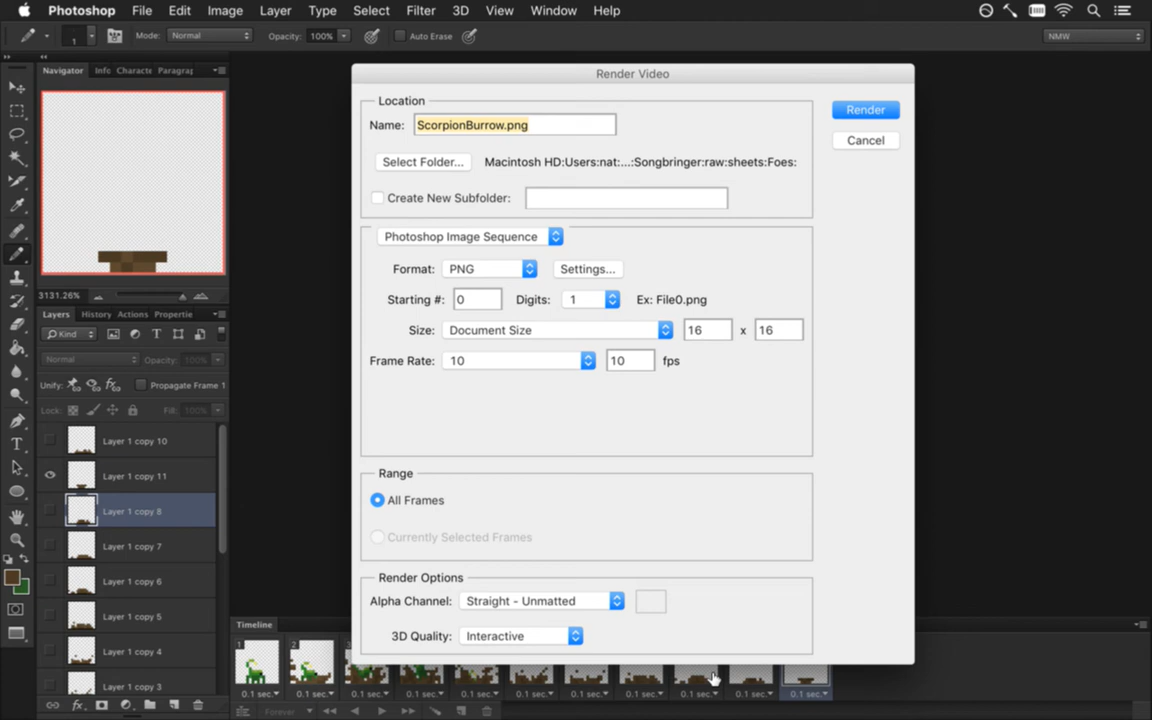 Photoshop File Edit Image Layer Type Select Filter 3D View Window Help
1 Mode: Normal Opacity: 100% Auto Erase NMW
Navigator Info Characte Paragrap
3131.26%
Layers History Actions Propertie
Kind
Normal Opacity: 100%
Unify: Propagate Frame 1
Lock: Fill: 100%
Layer 1 copy 10
Layer 1 copy 11
Layer 1 copy 8
Layer 1 copy 7
Layer 1 copy 6
Layer 1 copy 5
Layer 1 copy 4
Layer 1 copy 3
Render Video
Location
Name: ScorpionBurrow.png
Select Folder... Macintosh HD:Users:nat:...:Songbringer:raw:sheets:Foes:
Create New Subfolder:
Render
Cancel
Photoshop Image Sequence
Format: PNG Settings...
Starting #: 0 Digits: 1 Ex: File0.png
Size: Document Size 16 x 16
Frame Rate: 10 10 fps
Range
All Frames
Currently Selected Frames
Render Options
Alpha Channel: Straight - Unmatted
3D Quality: Interactive
Timeline
1 2 3
0.1 sec. 0.1 sec. 0.1 sec. 0.1 sec. 0.1 sec. 0.1 sec. 0.1 sec. 0.1 sec. 0.1 sec. 0.1 sec. 0.1 sec.
Forever